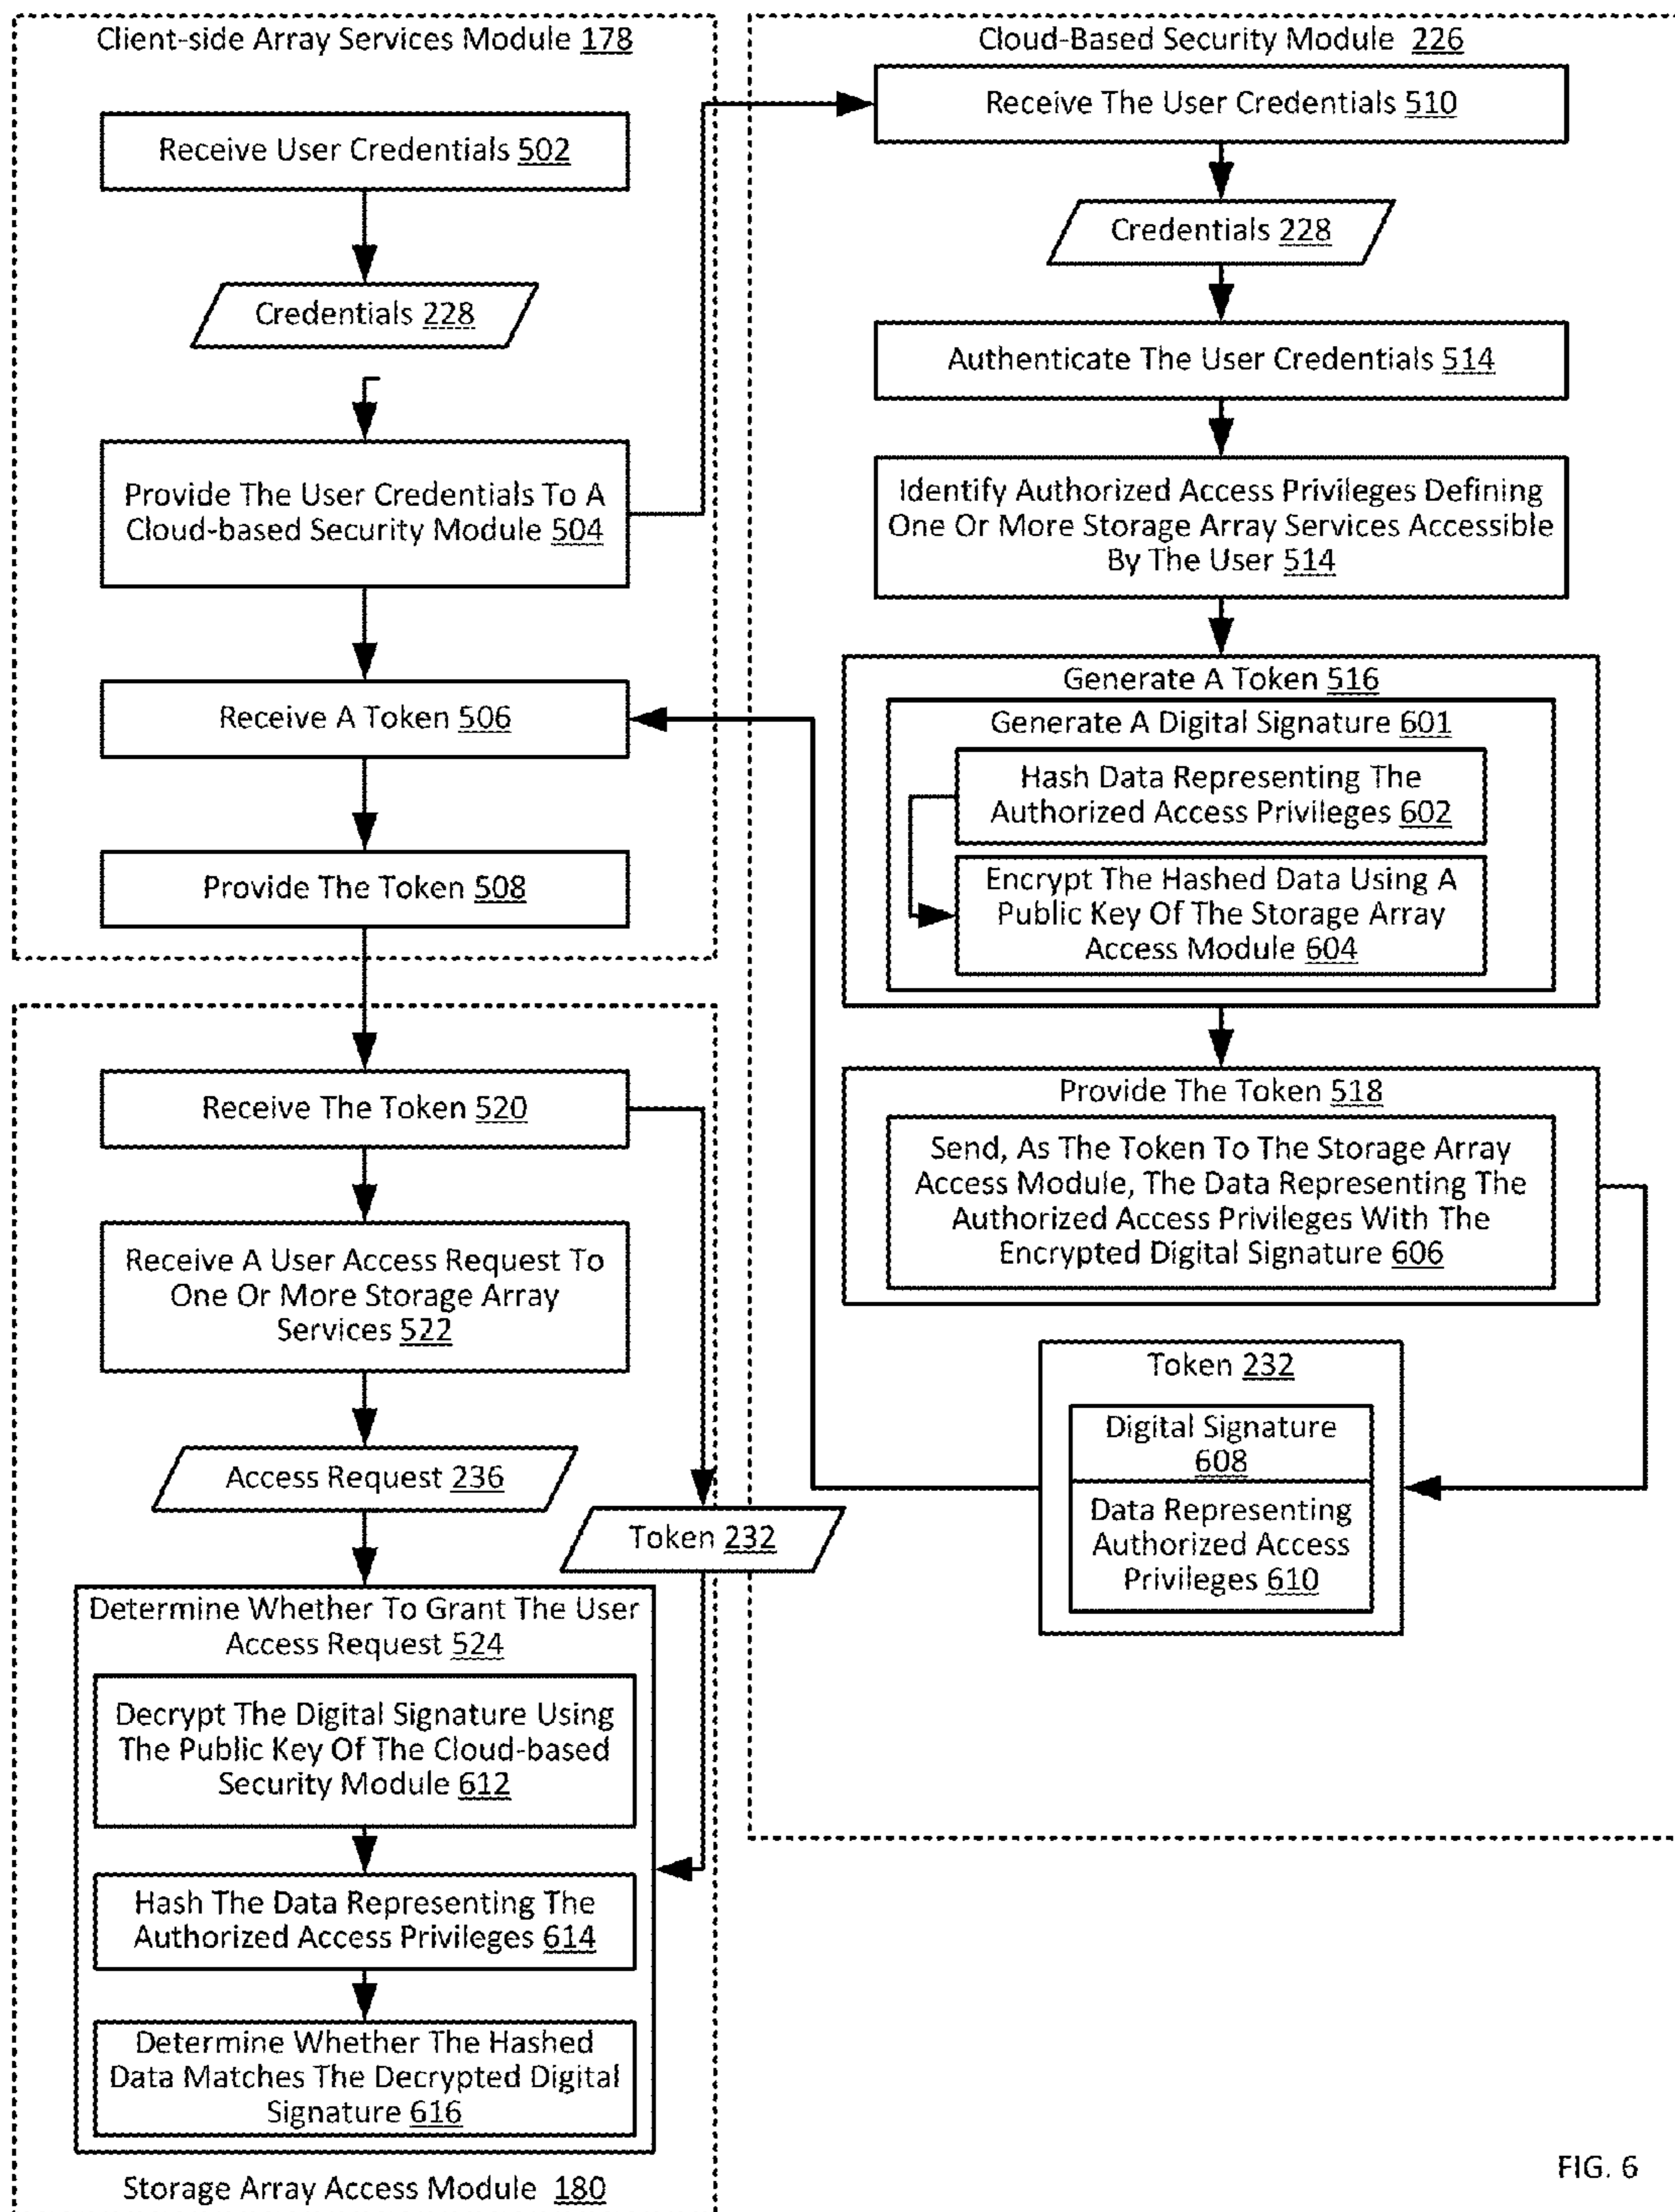 Client-side Array Services Module 178
Receive User Credentials 502
Credentials 228
Provide The User Credentials To A
Cloud-based Security Module 504
Receive A Token 506
Provide The Token 508
Cloud-Based Security Module 226
Receive The User Credentials 510
Credentials 228
Authenticate The User Credentials 514
Identify Authorized Access Privileges Defining
One Or More Storage Array Services Accessible
By The User 514
Generate A Token 516
Generate A Digital Signature 601
Hash Data Representing The
Authorized Access Privileges 602
Encrypt The Hashed Data Using A
Public Key Of The Storage Array
Access Module 604
Provide The Token 518
Send, As The Token To The Storage Array
Access Module, The Data Representing The
Authorized Access Privileges With The
Encrypted Digital Signature 606
Token 232
Digital Signature
608
Data Representing
Authorized Access
Privileges 610
Receive The Token 520
Receive A User Access Request To
One Or More Storage Array
Services 522
Access Request 236
Token 232
Determine Whether To Grant The User
Access Request 524
Decrypt The Digital Signature Using
The Public Key Of The Cloud-based
Security Module 612
Hash The Data Representing The
Authorized Access Privileges 614
Determine Whether The Hashed
Data Matches The Decrypted Digital
Signature 616
Storage Array Access Module 180
FIG. 6